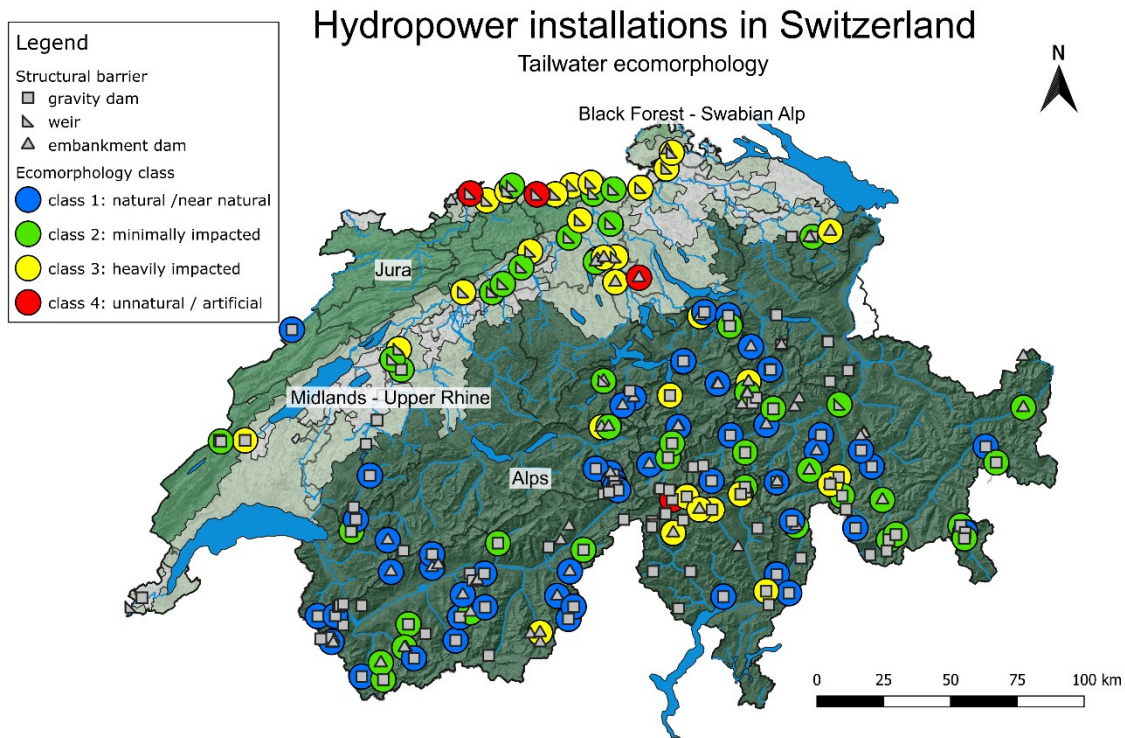 Hydropower installations in Switzerland
Tailwater ecomorphology
Legend
Structural barrier
gravity dam
weir
embankment dam
Ecomorphology class
class 1: natural /near natural
class 2: minimally impacted
class 3: heavily impacted
class 4: unnatural / artificial
N
Black Forest - Swabian Alp
Jura
Midlands - Upper Rhine
Alps
0 25 50 75 100 km